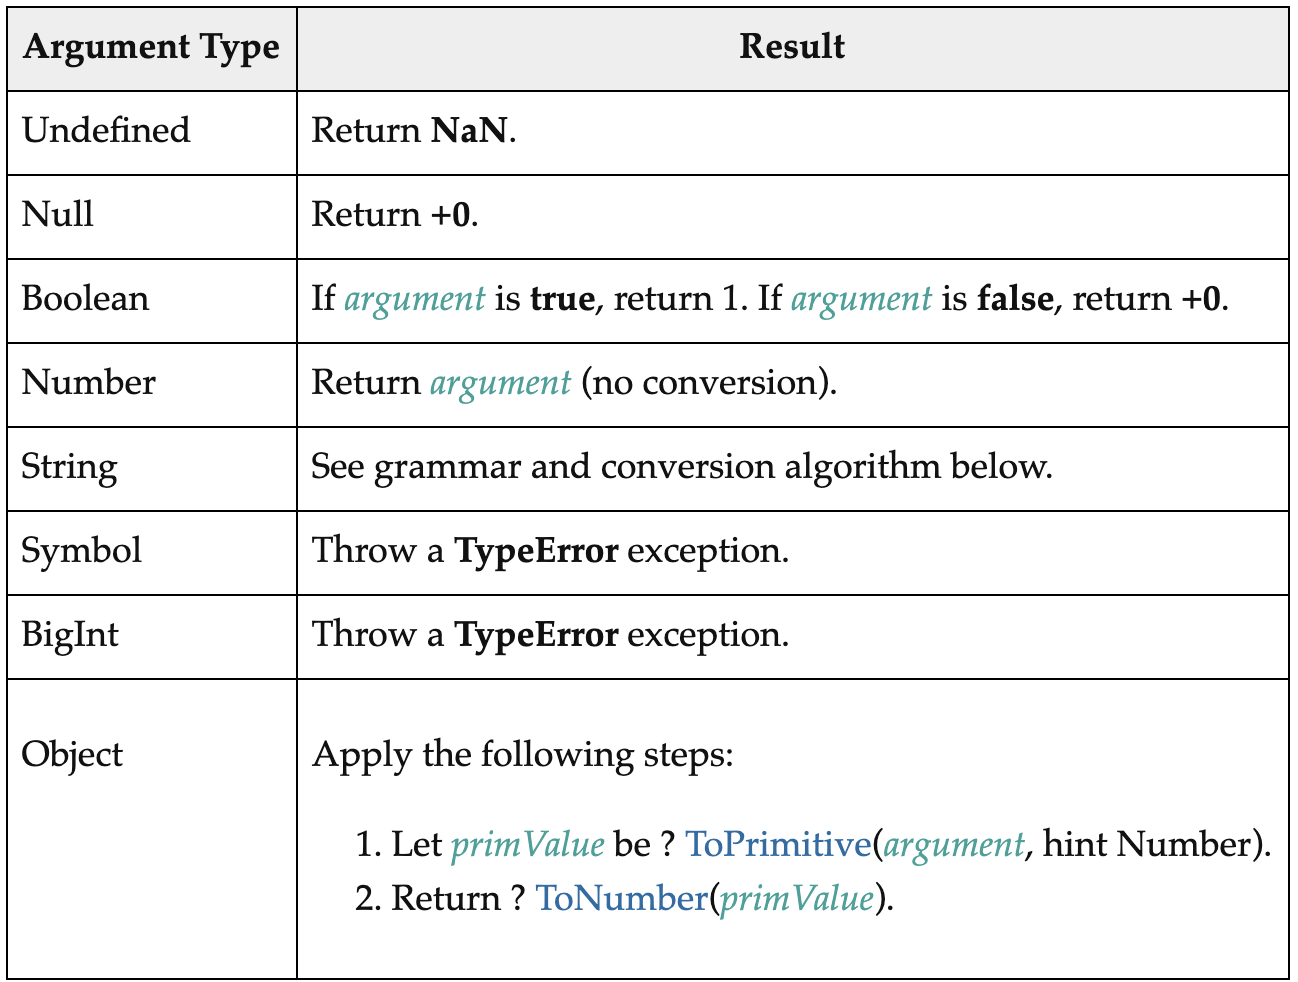 Argument Type Result
Undefined Return NaN.
Null Return +0.
Boolean If argument is true, return 1. If argument is false, return +0.
Number Return argument (no conversion).
String See grammar and conversion algorithm below.
Symbol Throw a TypeError exception.
BigInt Throw a TypeError exception.
Object Apply the following steps:
1. Let primValue be ? ToPrimitive(argument, hint Number).
2. Return ? ToNumber(primValue).